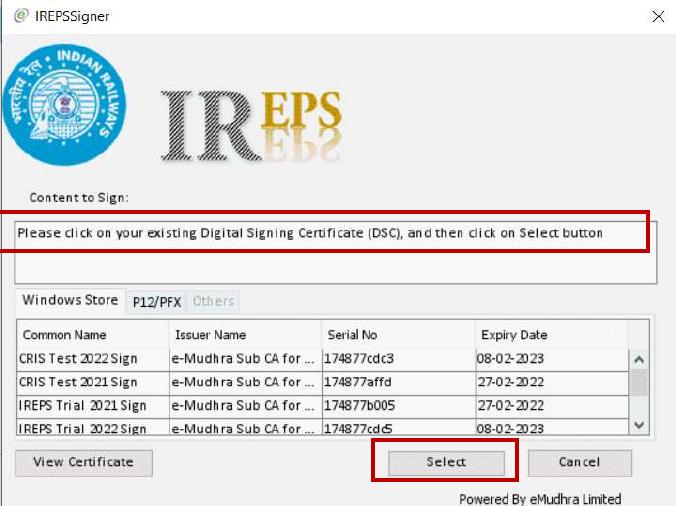 IREPSSigner
भारतीय रेल INDIAN RAILWAYS
IREPS
Content to Sign:
Please click on your existing Digital Signing Certificate (DSC), and then click on Select button
Windows Store P12/PFX Others
Common Name Issuer Name Serial No Expiry Date
CRIS Test 2022 Sign e-Mudhra Sub CA for ... 174877cdc3 08-02-2023
CRIS Test 2021 Sign e-Mudhra Sub CA for ... 174877affd 27-02-2022
IREPS Trial 2021 Sign e-Mudhra Sub CA for ... 174877b005 27-02-2022
IREPS Trial 2022 Sign e-Mudhra Sub CA for ... 174877cdc5 08-02-2023
View Certificate Select Cancel
Powered By eMudhra Limited